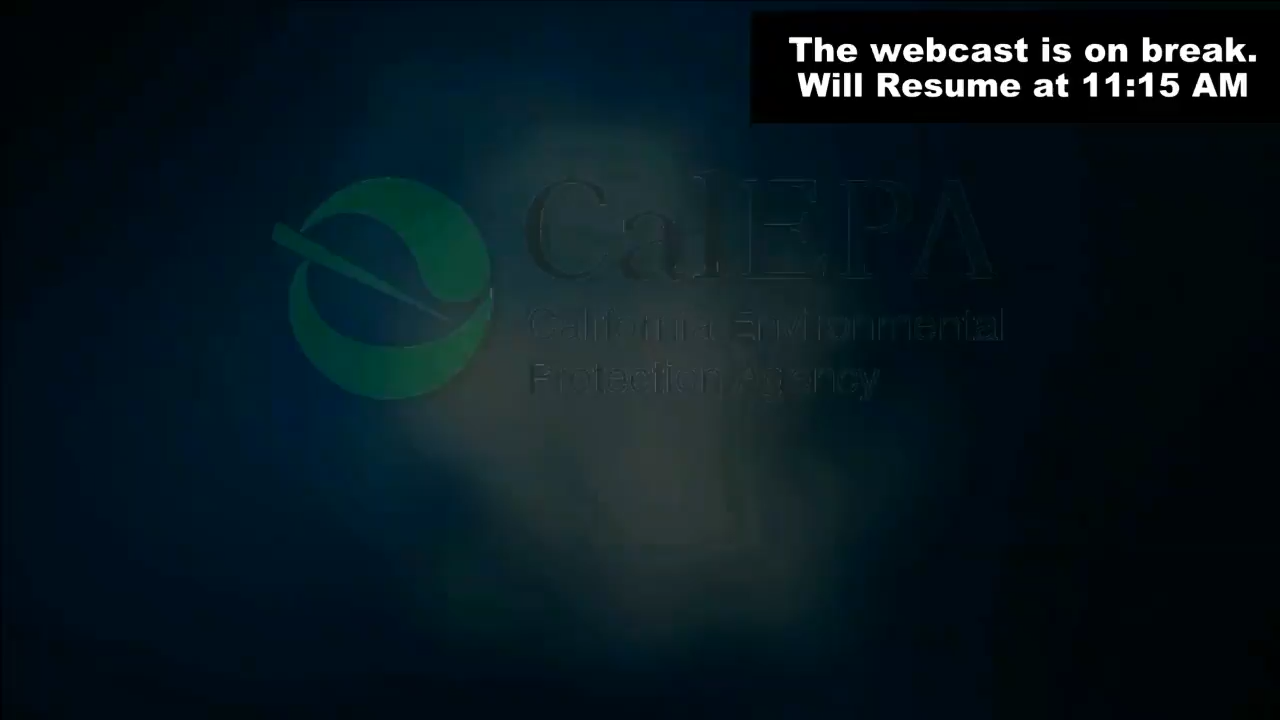 The webcast is on break.
Will Resume at 11:15 AM
CalEPA
California Environmental
Protection Agency